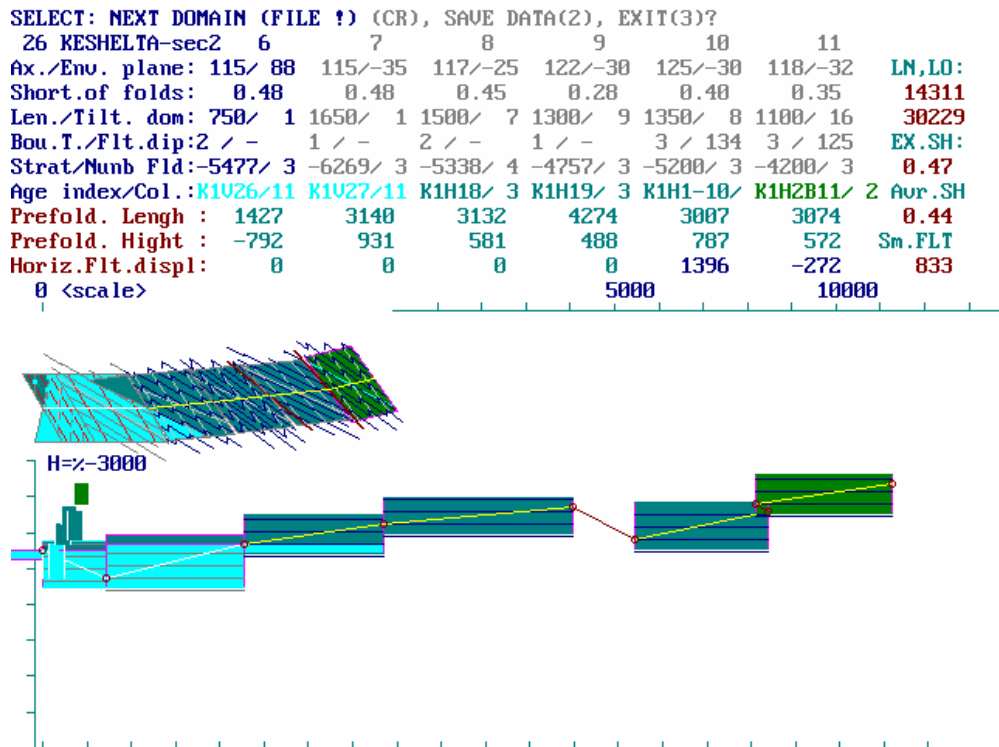 SELECT: NEXT DOMAIN (FILE !) (CR), SAVE DATA(2), EXIT(3)?
26 KESHELTA-sec2 6 7 8 9 10 11
Ax./Env. plane: 115/ 88 115/-35 117/-25 122/-30 125/-30 118/-32 LN,LO:
Short.of folds: 0.48 0.48 0.45 0.28 0.40 0.35 14311
Len./Tilt. dom: 750/ 1 1650/ 1 1500/ 7 1300/ 9 1350/ 8 1100/ 16 30229
Bou.T./Flt.dip:2 / - 1 / - 2 / - 1 / - 3 / 134 3 / 125 EX.SH:
Strat/Nunb Fld:-5477/ 3 -6269/ 3 -5338/ 4 -4757/ 3 -5200/ 3 -4200/ 3 0.47
Age index/Col.:K1V26/11 K1V27/11 K1H18/ 3 K1H19/ 3 K1H1-10/ K1H2B11/ 2 Avr.SH
Prefold. Lengh : 1427 3140 3132 4274 3007 3074 0.44
Prefold. Hight : -792 931 581 488 787 572 Sm.FLT
Horiz.Flt.displ: 0 0 0 0 1396 -272 833
0 <scale> 5000 10000
H=%-3000